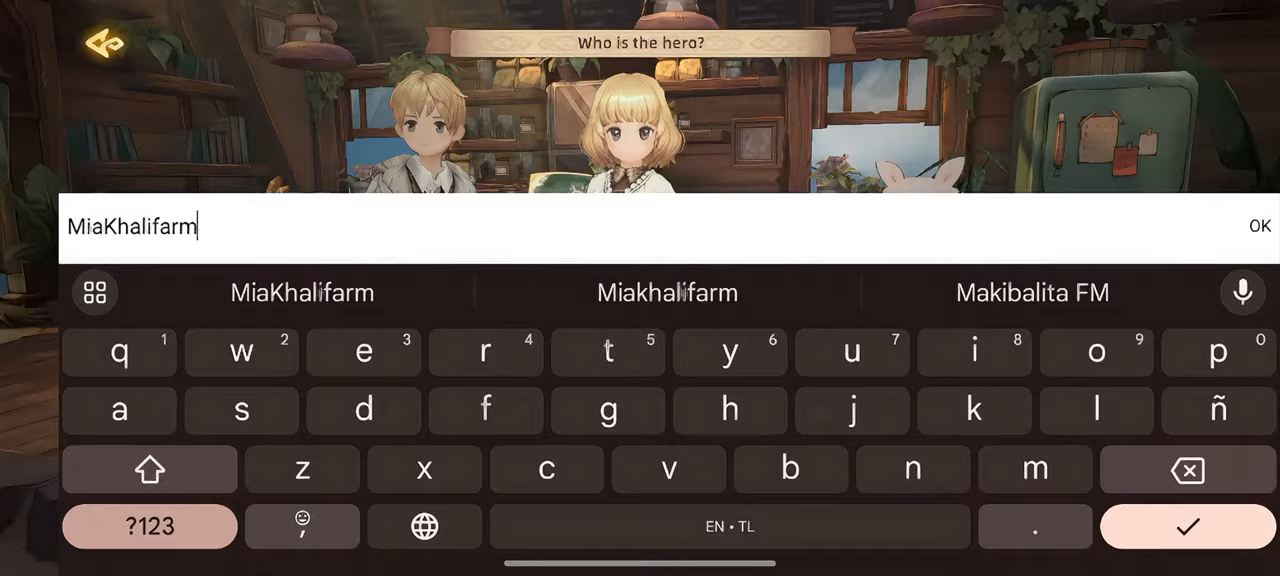 Who is the hero?
MiaKhalifarm
OK
MiaKhalifarm Miakhalifarm Makibalita FM
q 1 w 2 e 3 r 4 t 5 y 6 u 7 i 8 o 9 p 0
a s d f g h j k l ñ
z x c v b n m
?123 , EN • TL .